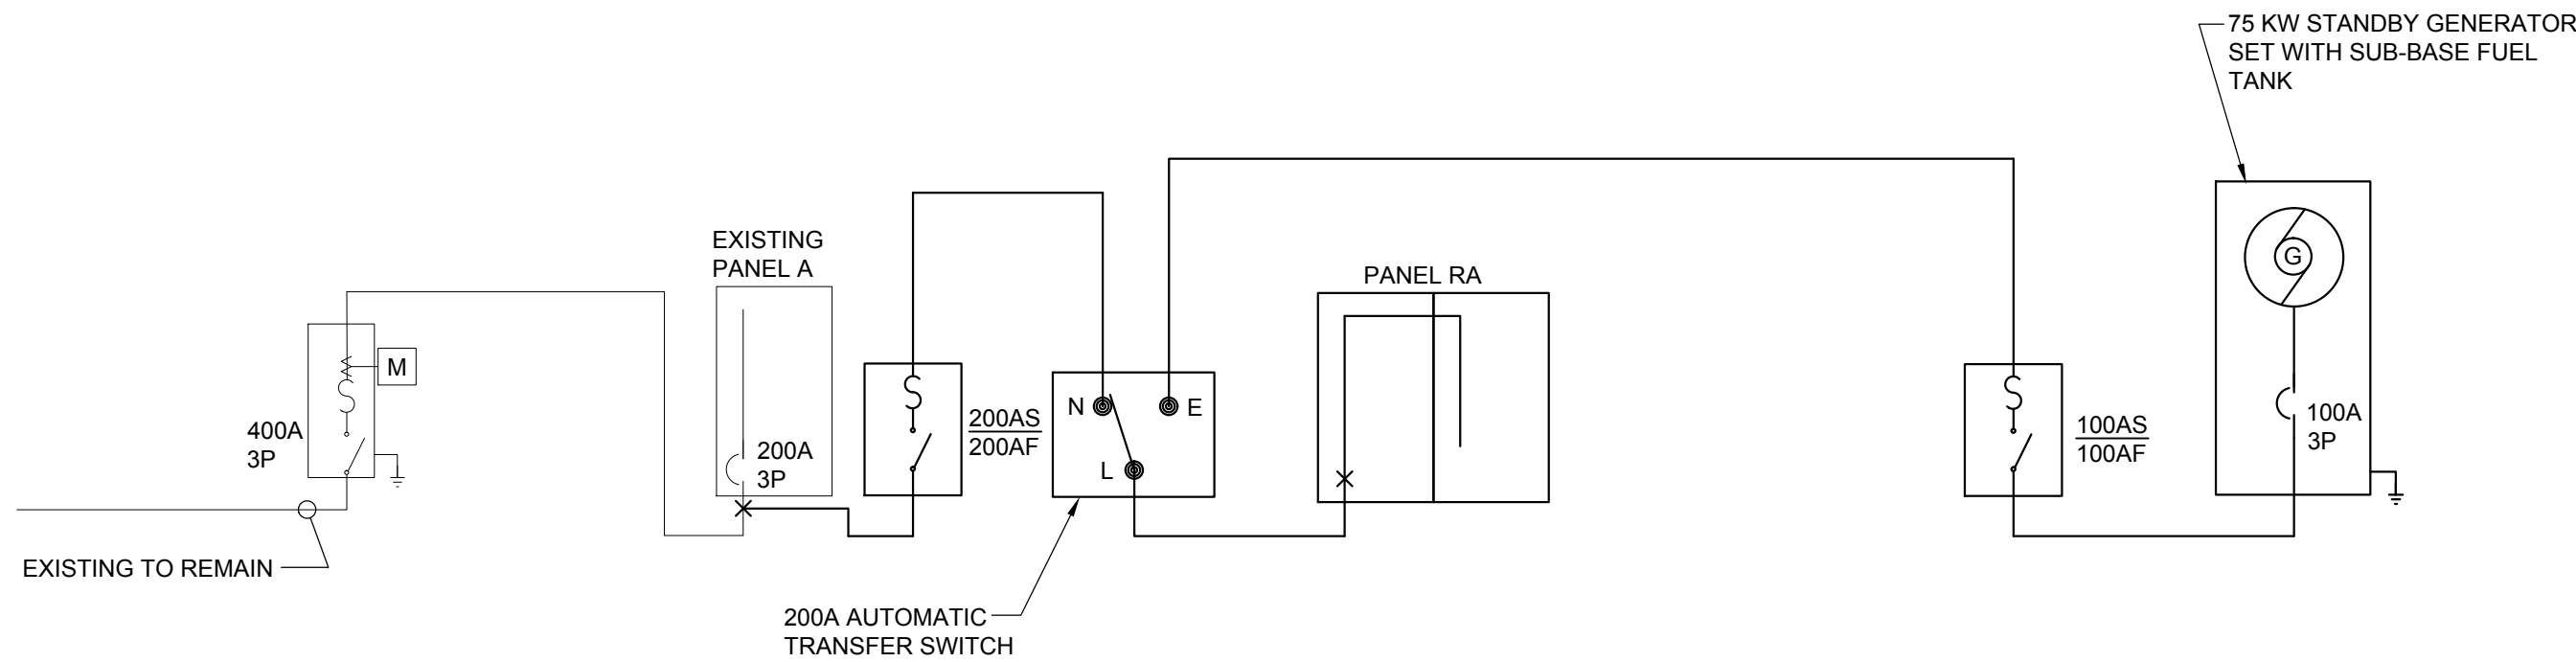 75 KW STANDBY GENERATOR
SET WITH SUB-BASE FUEL
TANK
EXISTING
PANEL A
PANEL RA
G
M
N
E
L
400A
3P
200A
3P
200AS
200AF
100AS
100AF
100A
3P
EXISTING TO REMAIN
200A AUTOMATIC
TRANSFER SWITCH